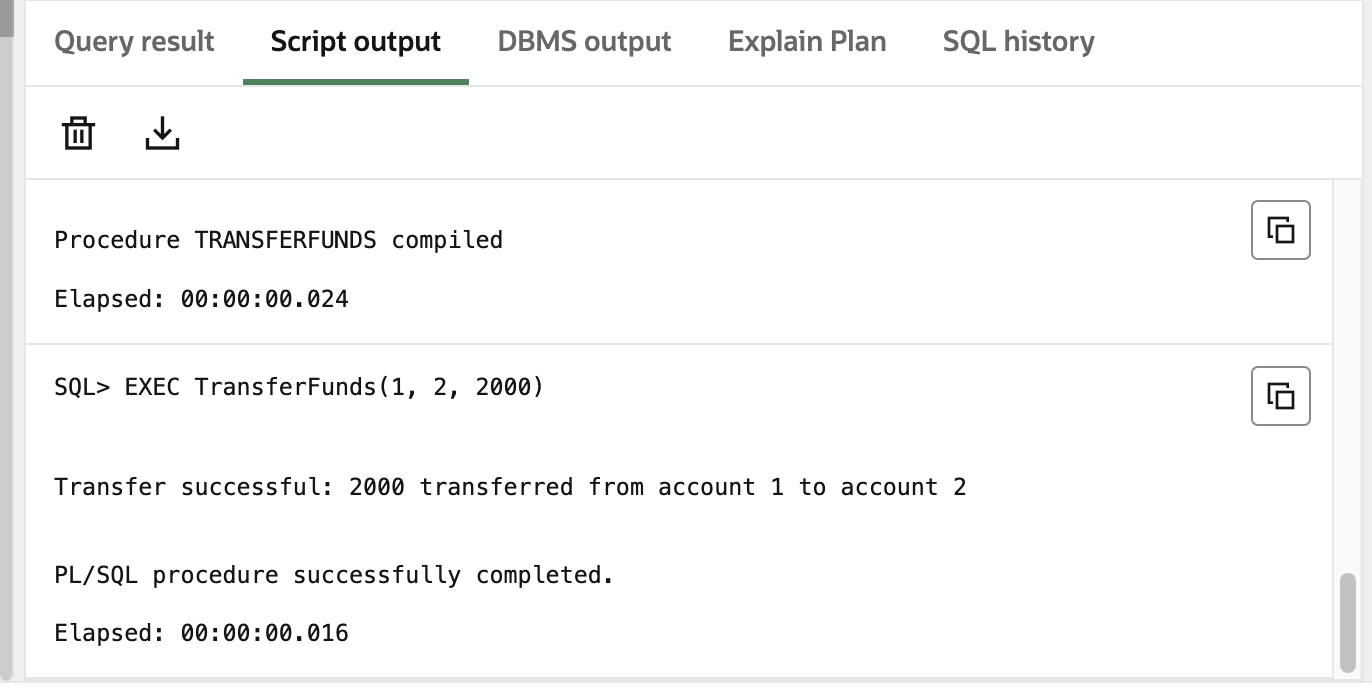 Query result Script output DBMS output Explain Plan SQL history
Procedure TRANSFERFUNDS compiled
Elapsed: 00:00:00.024
SQL> EXEC TransferFunds(1, 2, 2000)
Transfer successful: 2000 transferred from account 1 to account 2
PL/SQL procedure successfully completed.
Elapsed: 00:00:00.016